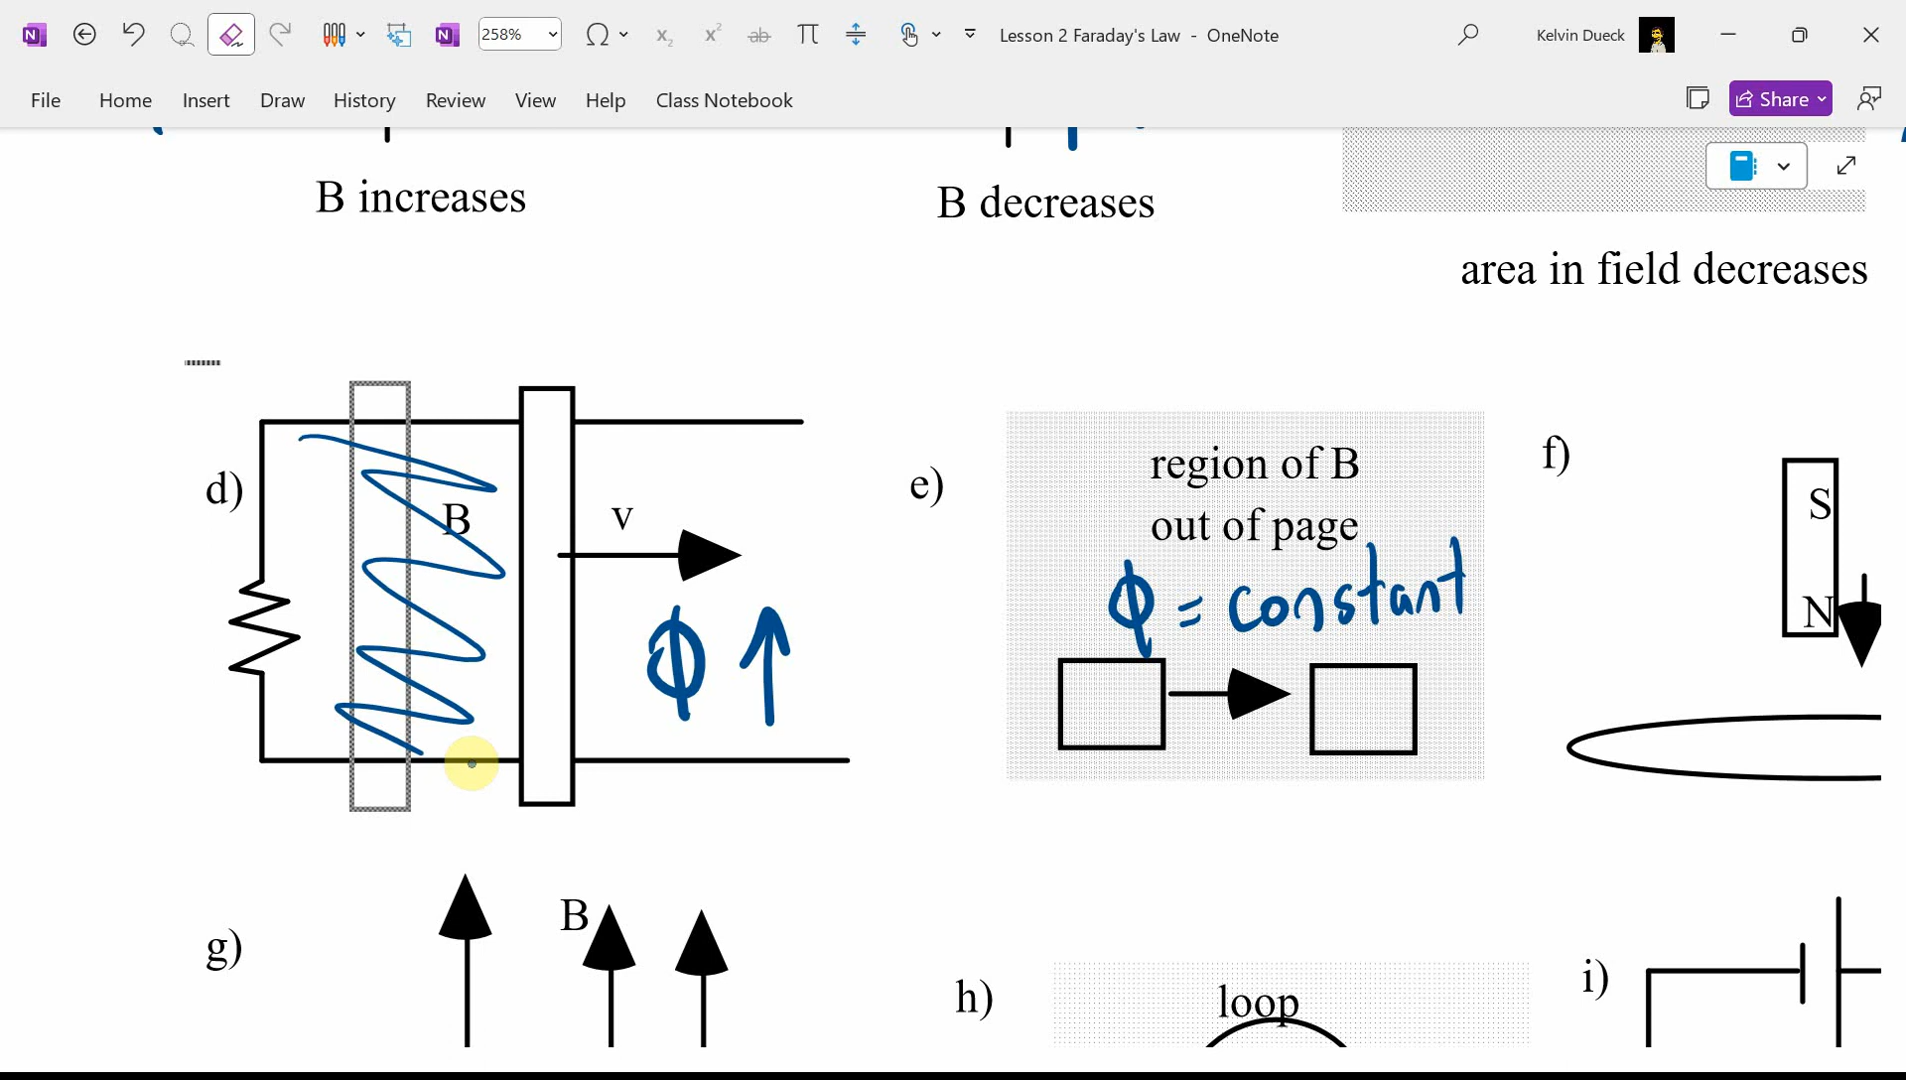 258%
Lesson 2 Faraday's Law - OneNote
Kelvin Dueck
File Home Insert Draw History Review View Help Class Notebook
Share
B increases
B decreases
area in field decreases
d)
B
v
Φ ↑
e)
region of B
out of page
Φ = constant
f)
S
N
g)
B
h)
loop
i)